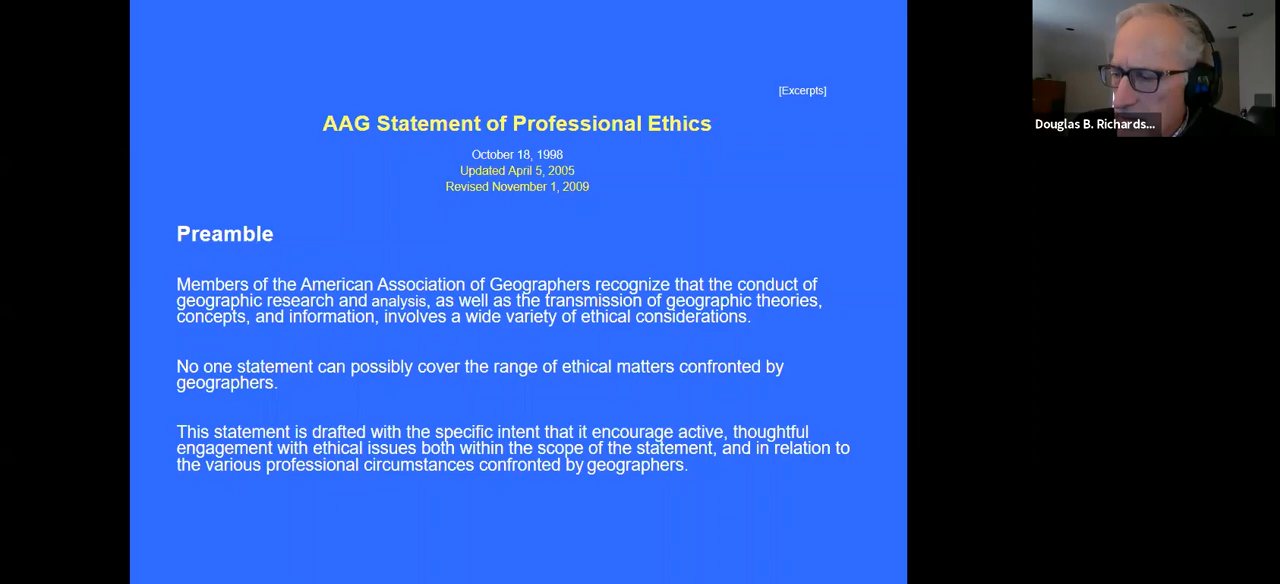 [Excerpts]
AAG Statement of Professional Ethics
October 18, 1998
Updated April 5, 2005
Revised November 1, 2009
Preamble
Members of the American Association of Geographers recognize that the conduct of
geographic research and analysis, as well as the transmission of geographic theories,
concepts, and information, involves a wide variety of ethical considerations.
No one statement can possibly cover the range of ethical matters confronted by
geographers.
This statement is drafted with the specific intent that it encourage active, thoughtful
engagement with ethical issues both within the scope of the statement, and in relation to
the various professional circumstances confronted by geographers.
Douglas B. Richards...